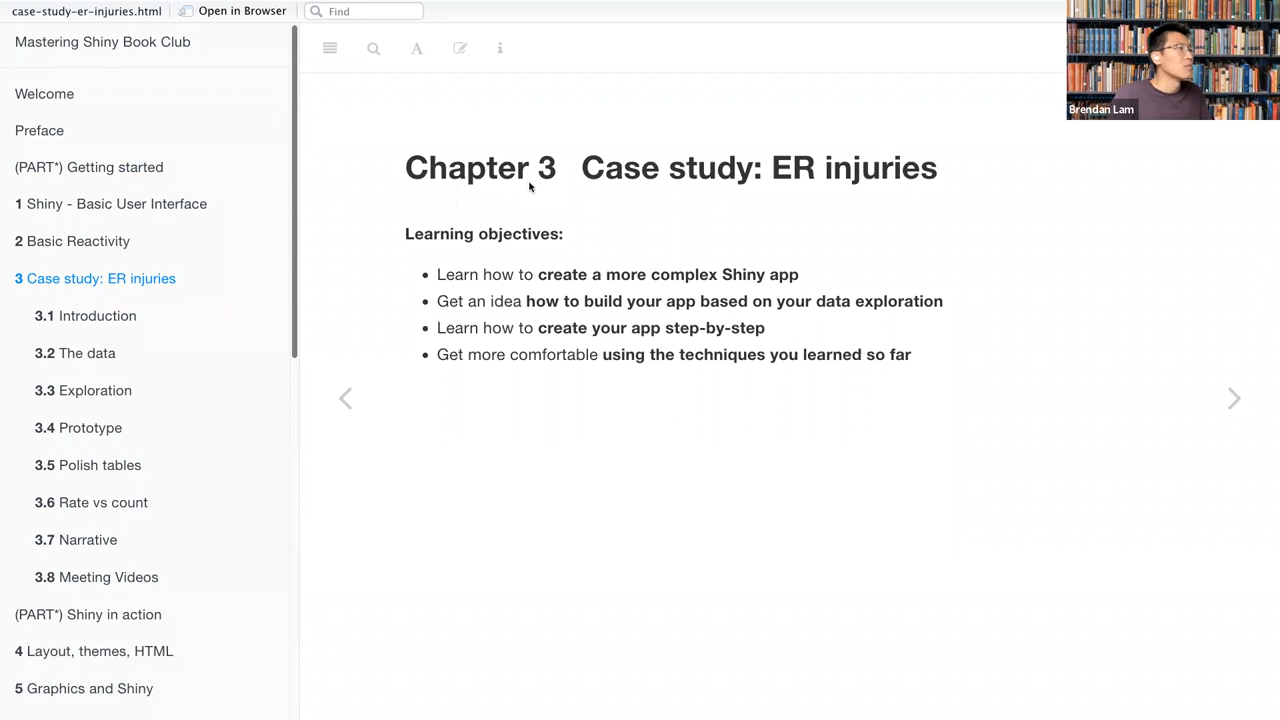 case-study-er-injuries.html
Open in Browser
Find
Mastering Shiny Book Club
Welcome
Preface
(PART*) Getting started
1 Shiny - Basic User Interface
2 Basic Reactivity
3 Case study: ER injuries
3.1 Introduction
3.2 The data
3.3 Exploration
3.4 Prototype
3.5 Polish tables
3.6 Rate vs count
3.7 Narrative
3.8 Meeting Videos
(PART*) Shiny in action
4 Layout, themes, HTML
5 Graphics and Shiny
Brendan Lam
Chapter 3 Case study: ER injuries
Learning objectives:
• Learn how to create a more complex Shiny app
• Get an idea how to build your app based on your data exploration
• Learn how to create your app step-by-step
• Get more comfortable using the techniques you learned so far